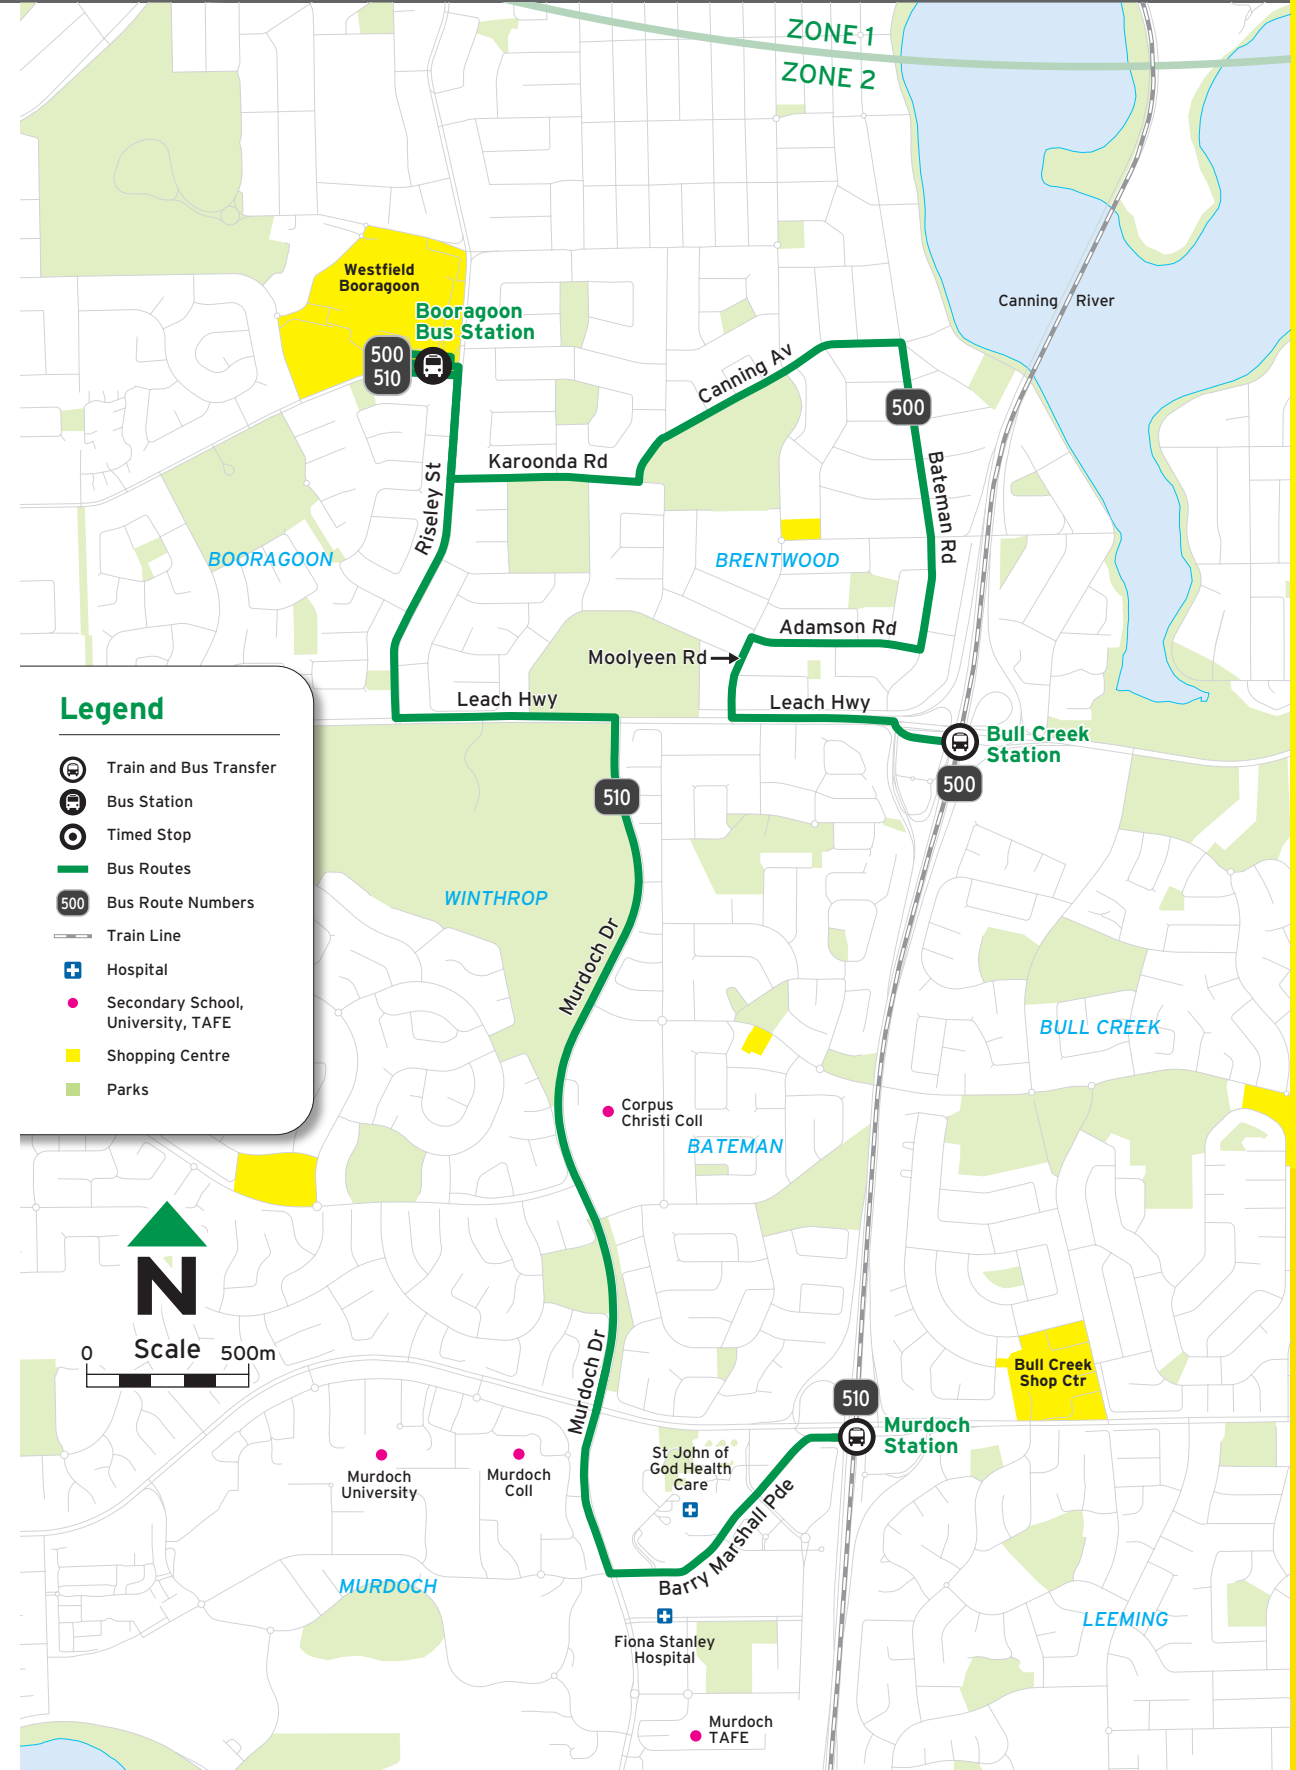 ZONE 1
ZONE 2
Westfield
Booragoon
Booragoon
Bus Station
500
510
Canning River
Canning Av
500
Karoonda Rd
Riseley St
Bateman Rd
BOORAGOON
BRENTWOOD
Adamson Rd
Moolyeen Rd
Leach Hwy
Leach Hwy
Bull Creek
Station
500
510
Legend
Train and Bus Transfer
Bus Station
Timed Stop
Bus Routes
500 Bus Route Numbers
Train Line
Hospital
Secondary School,
University, TAFE
Shopping Centre
Parks
WINTHROP
Murdoch Dr
BULL CREEK
Corpus
Christi Coll
BATEMAN
N
0 Scale 500m
Murdoch Dr
Bull Creek
Shop Ctr
510
Murdoch
Station
St John of
God Health
Care
Murdoch
University
Murdoch
Coll
Barry Marshall Pde
MURDOCH
LEEMING
Fiona Stanley
Hospital
Murdoch
TAFE